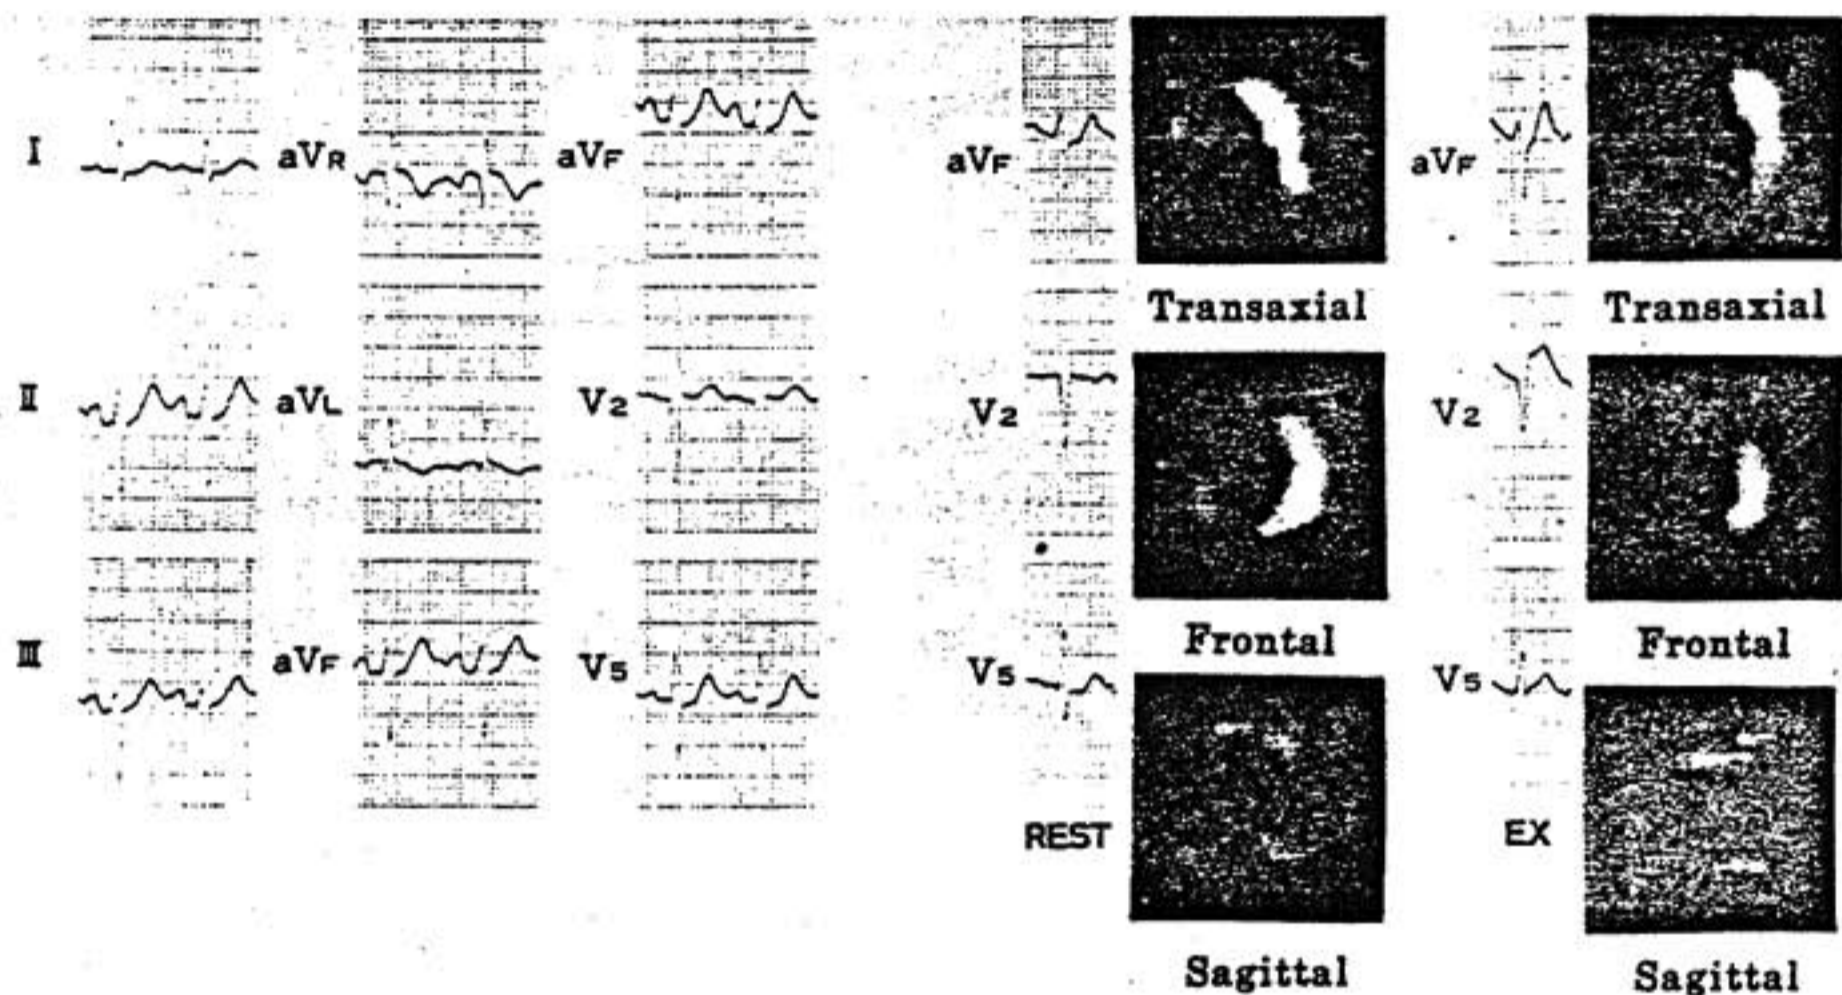 I
aVR
aVF
II
aVL
V2
III
aVF
V5
aVF
Transaxial
V2
Frontal
V5
REST
Sagittal
aVF
Transaxial
V2
Frontal
V5
EX
Sagittal